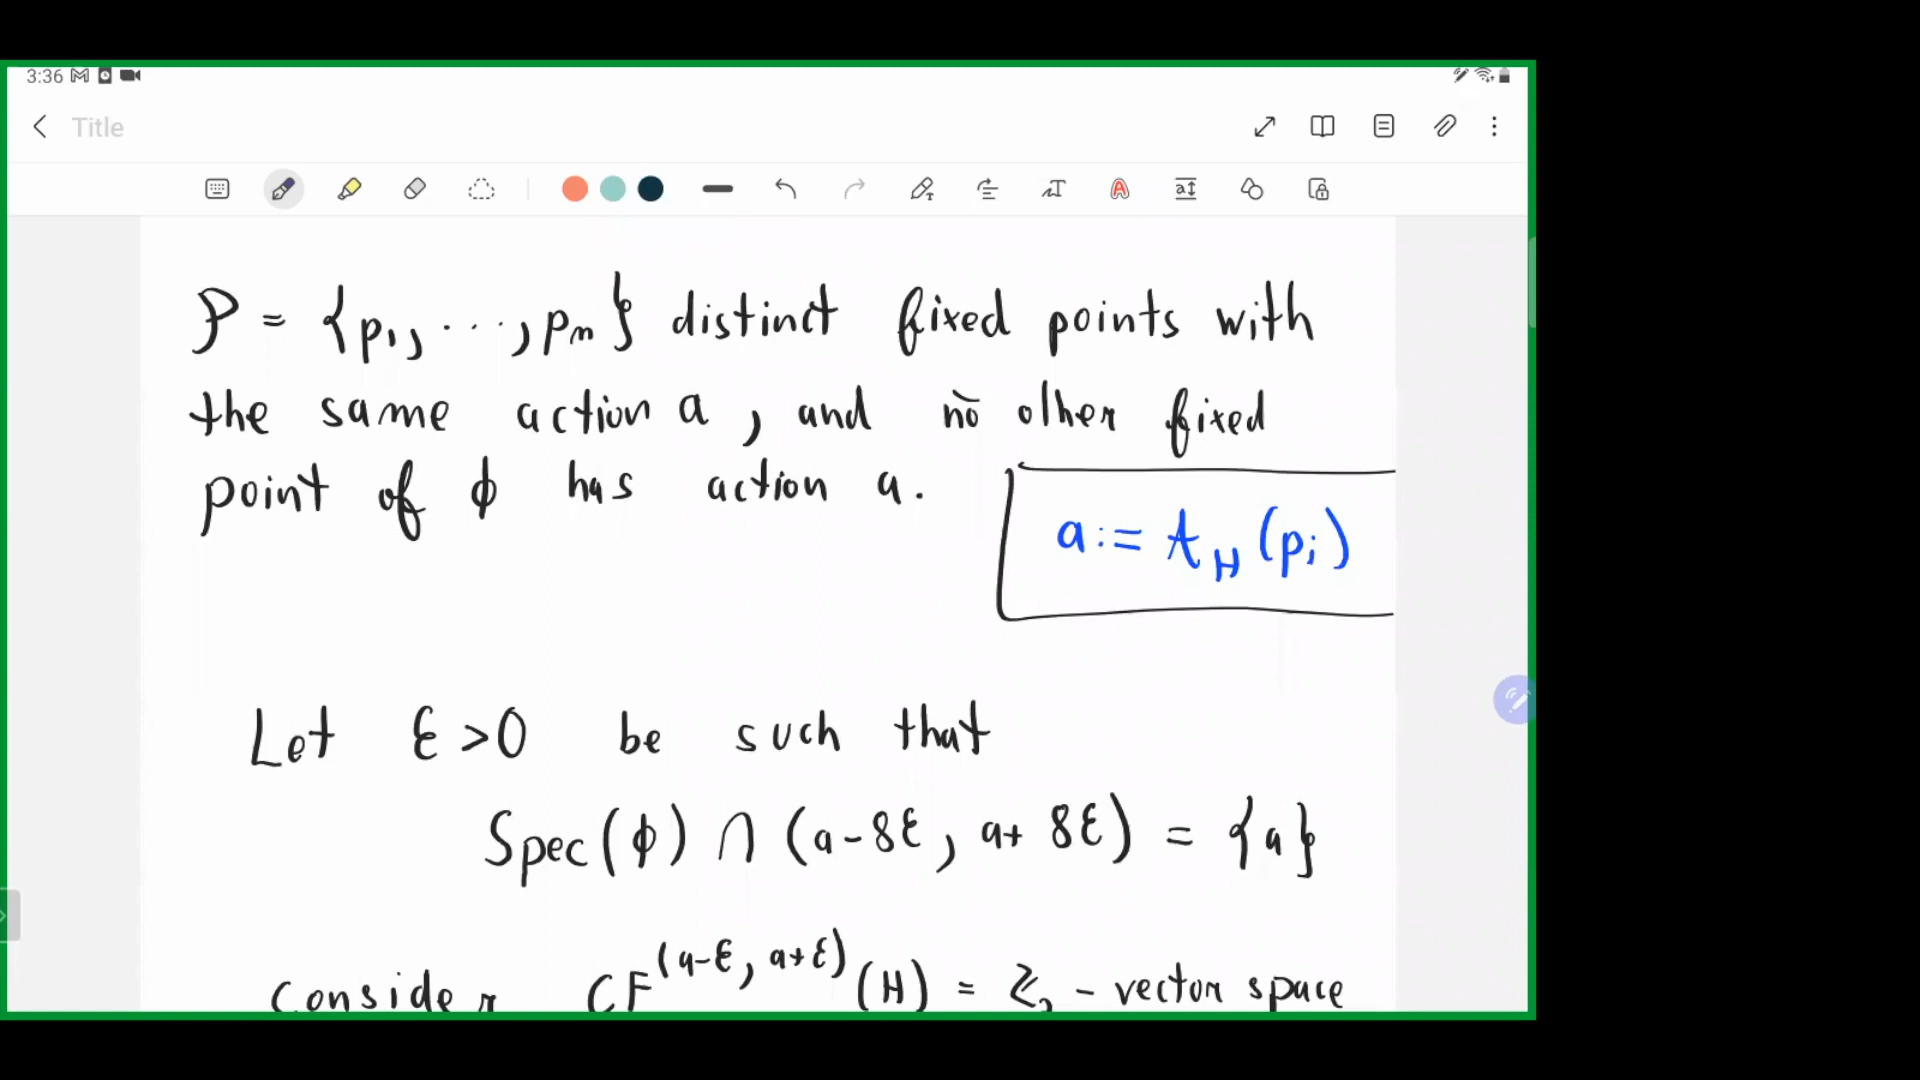 3:36
Title
P = {p₁, ..., pₘ} distinct fixed points with
the same action a, and no other fixed
point of ϕ has action a.
a := A_H(pᵢ)
Let ε > 0 be such that
Spec(ϕ) ∩ (a-8ε, a+8ε) = {a}
Consider CF^(a-ε, a+ε)(H) = Z₂ - vector space